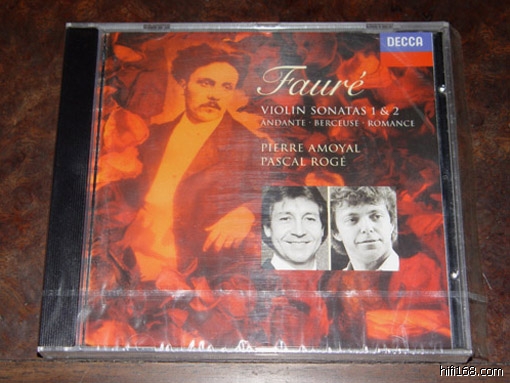 DECCA
Fauré
VIOLIN SONATAS 1 & 2
ANDANTE · BERCEUSE · ROMANCE
PIERRE AMOYAL
PASCAL ROGÉ
hifi168.com